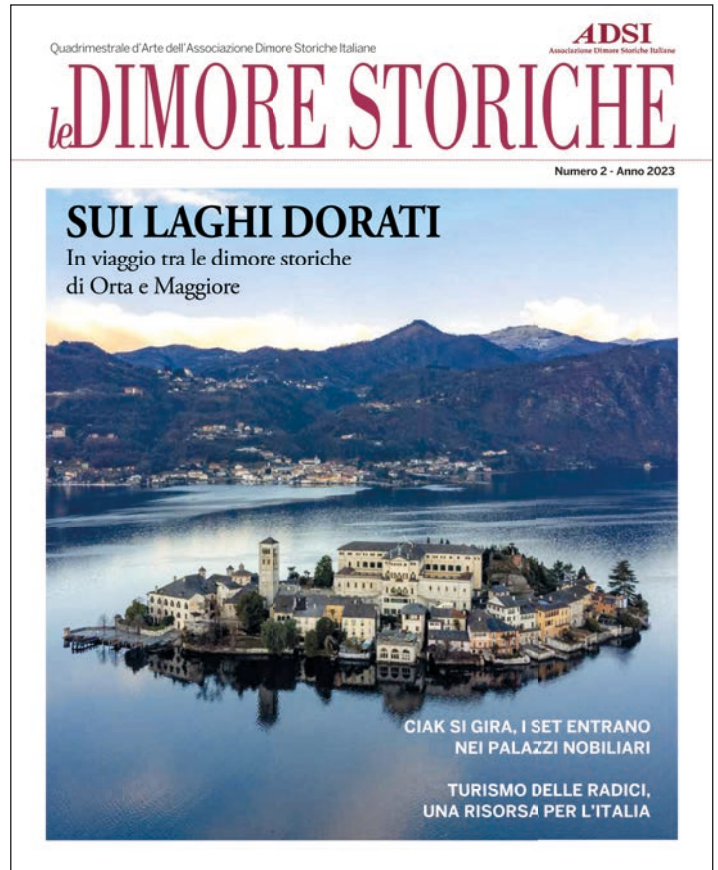 ADSI
Quadrimestrale d'Arte dell'Associazione Dimore Storiche Italiane
Associazione Dimore Storiche Italiane
le DIMORE STORICHE
Numero 2 - Anno 2023
SUI LAGHI DORATI
In viaggio tra le dimore storiche
di Orta e Maggiore
CIAK SI GIRA, I SET ENTRANO
NEI PALAZZI NOBILIARI
TURISMO DELLE RADICI,
UNA RISORSA PER L'ITALIA